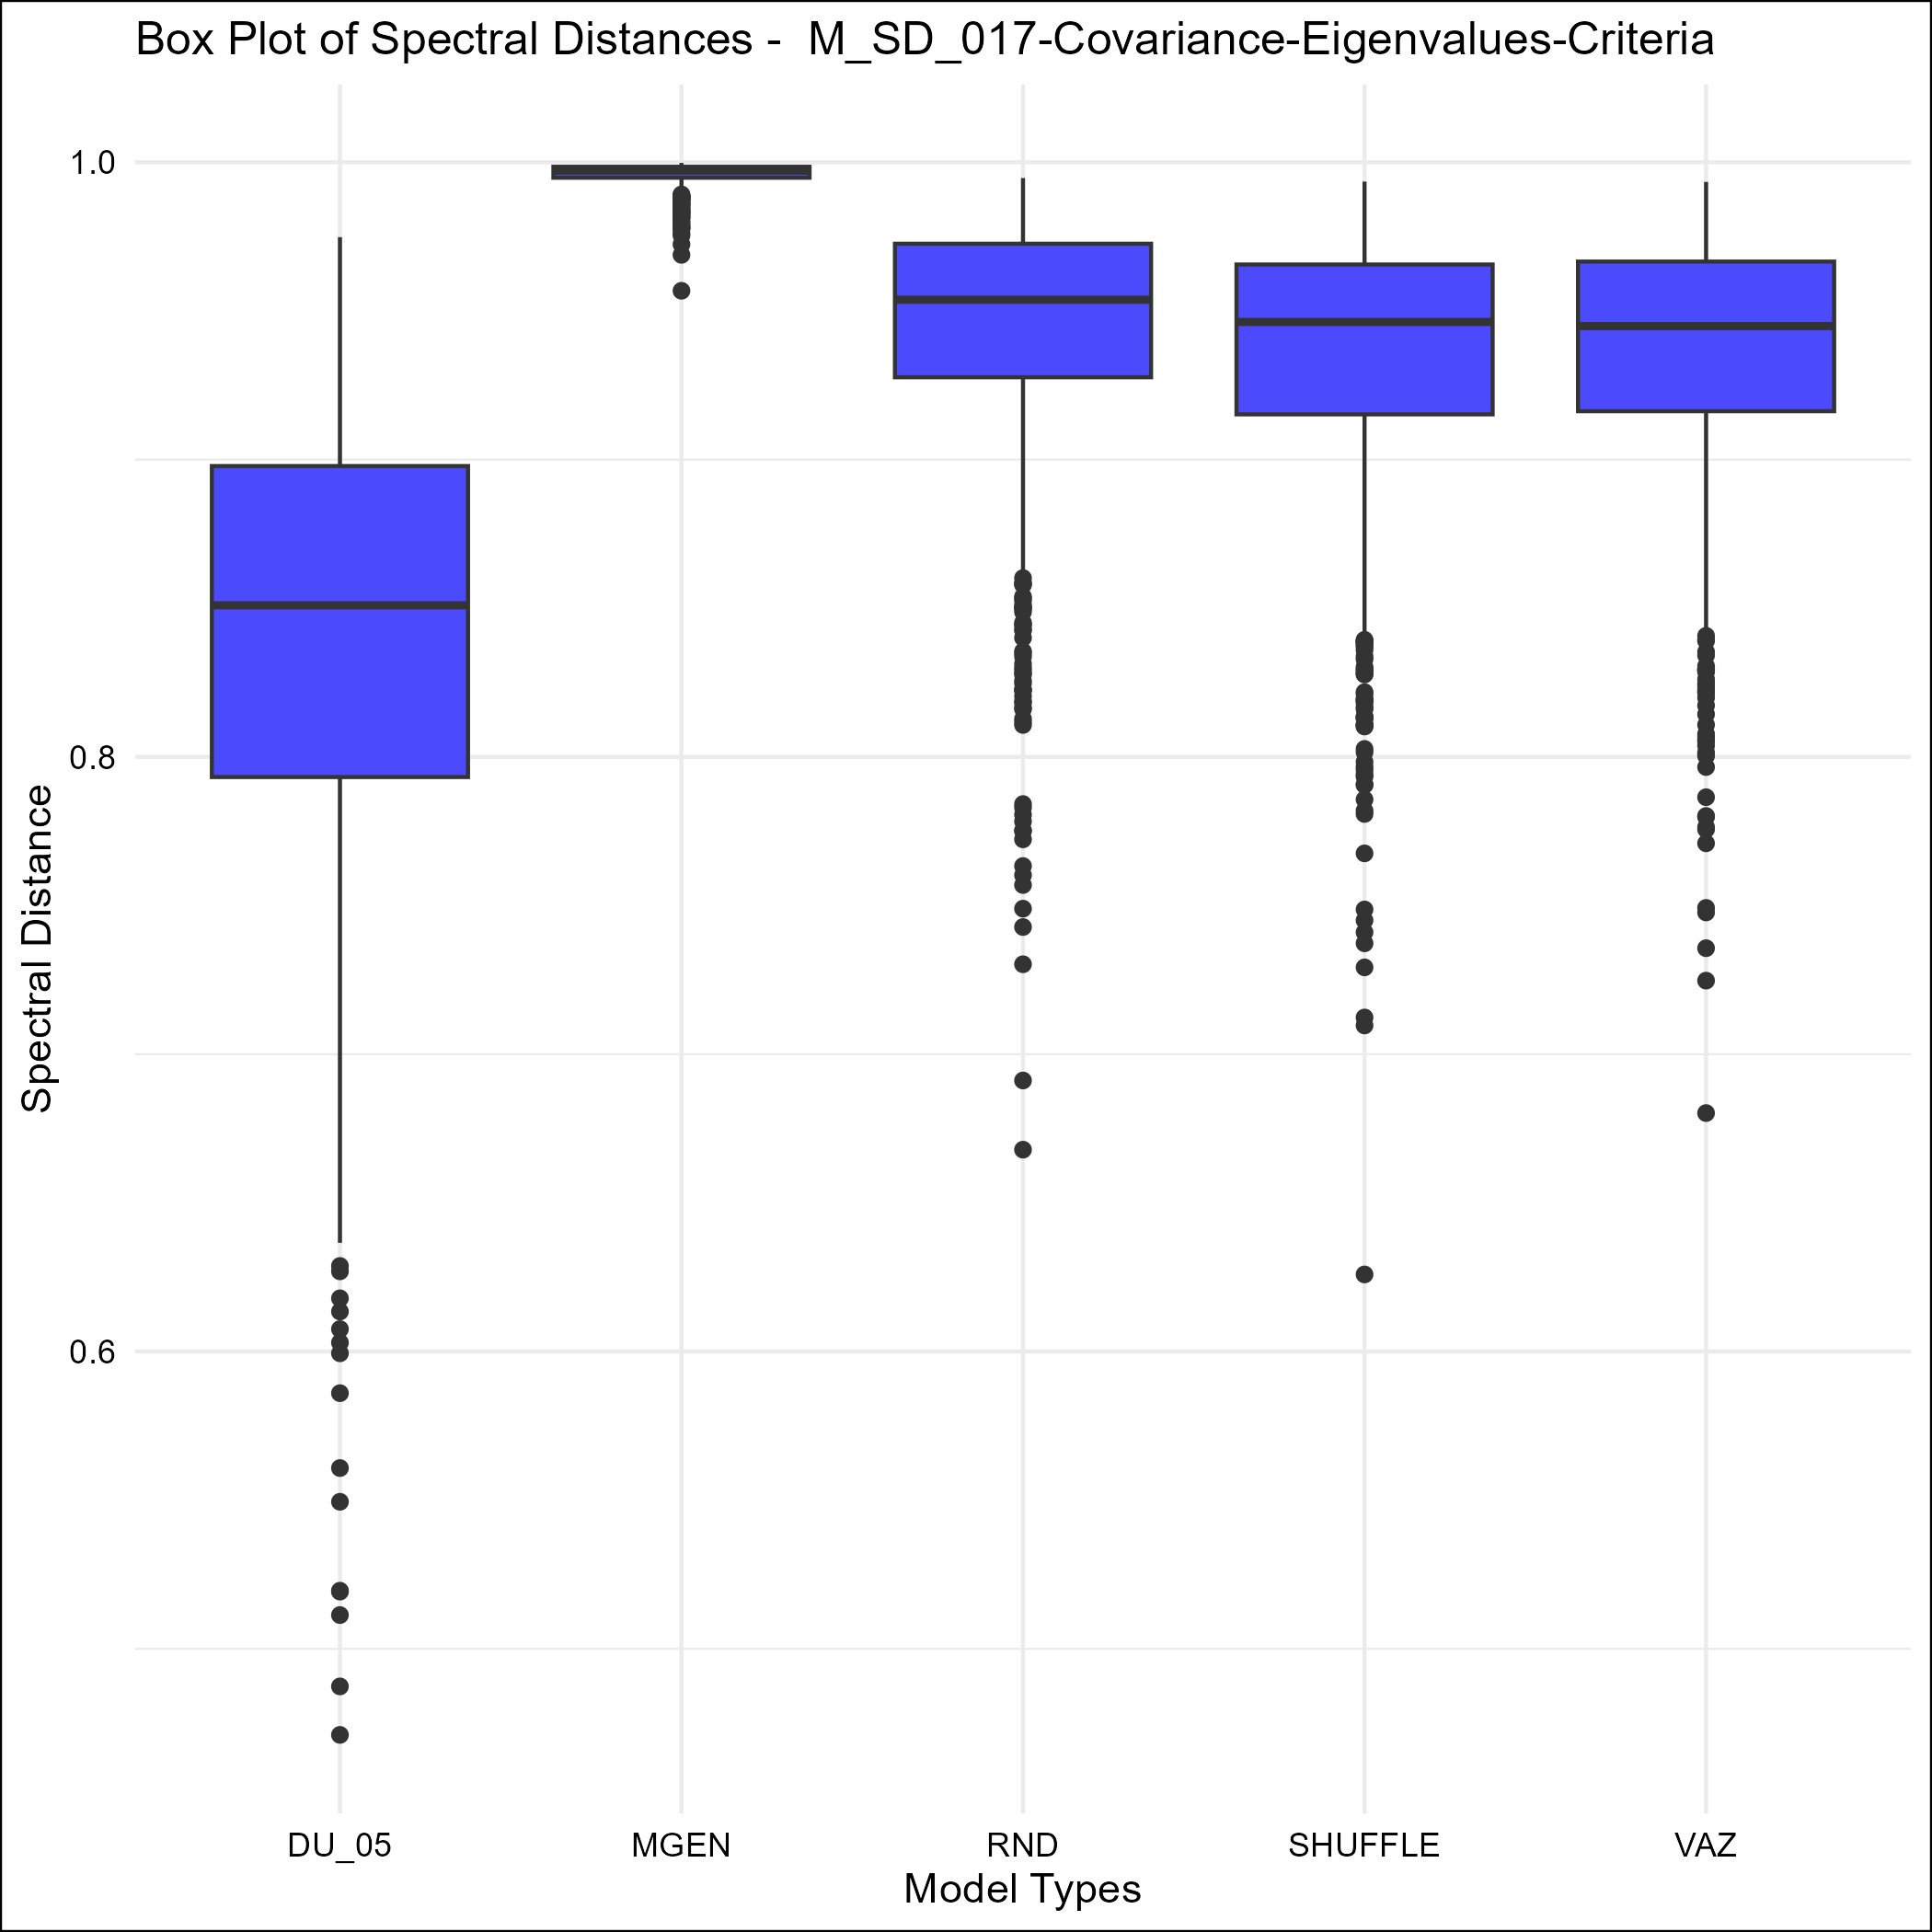 Box Plot of Spectral Distances -  M_SD_017-Covariance-Eigenvalues-Criteria
1.0
0.8
0.6
Spectral Distance
DU_05
MGEN
RND
SHUFFLE
VAZ
Model Types